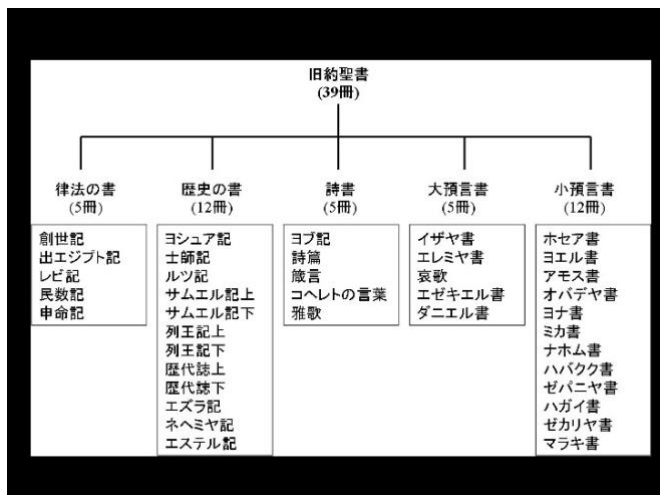 旧約聖書
(39冊)
律法の書
(5冊)
創世記
出エジプト記
レビ記
民数記
申命記
歴史の書
(12冊)
ヨシュア記
士師記
ルツ記
サムエル記上
サムエル記下
列王記上
列王記下
歴代誌上
歴代誌下
エズラ記
ネヘミヤ記
エステル記
詩書
(5冊)
ヨブ記
詩篇
箴言
コヘレトの言葉
雅歌
大預言書
(5冊)
イザヤ書
エレミヤ書
哀歌
エゼキエル書
ダニエル書
小預言書
(12冊)
ホセア書
ヨエル書
アモス書
オバデヤ書
ヨナ書
ミカ書
ナホム書
ハバクク書
ゼパニヤ書
ハガイ書
ゼカリヤ書
マラキ書